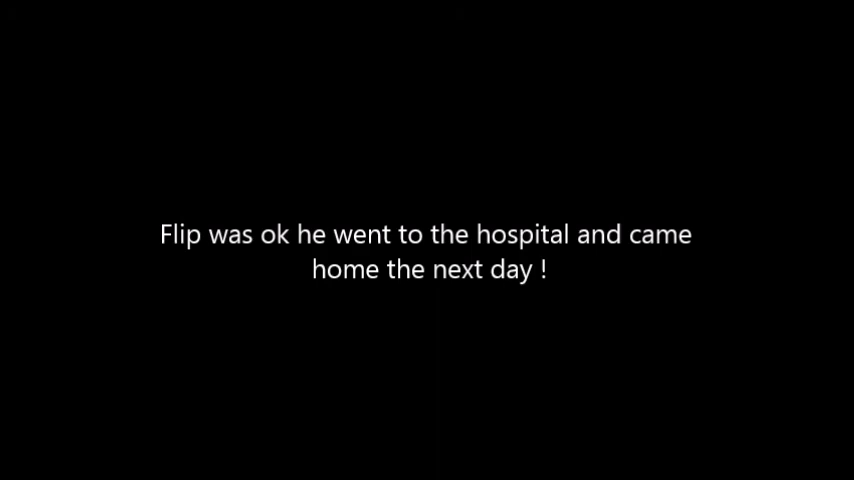 Flip was ok he went to the hospital and came
home the next day !